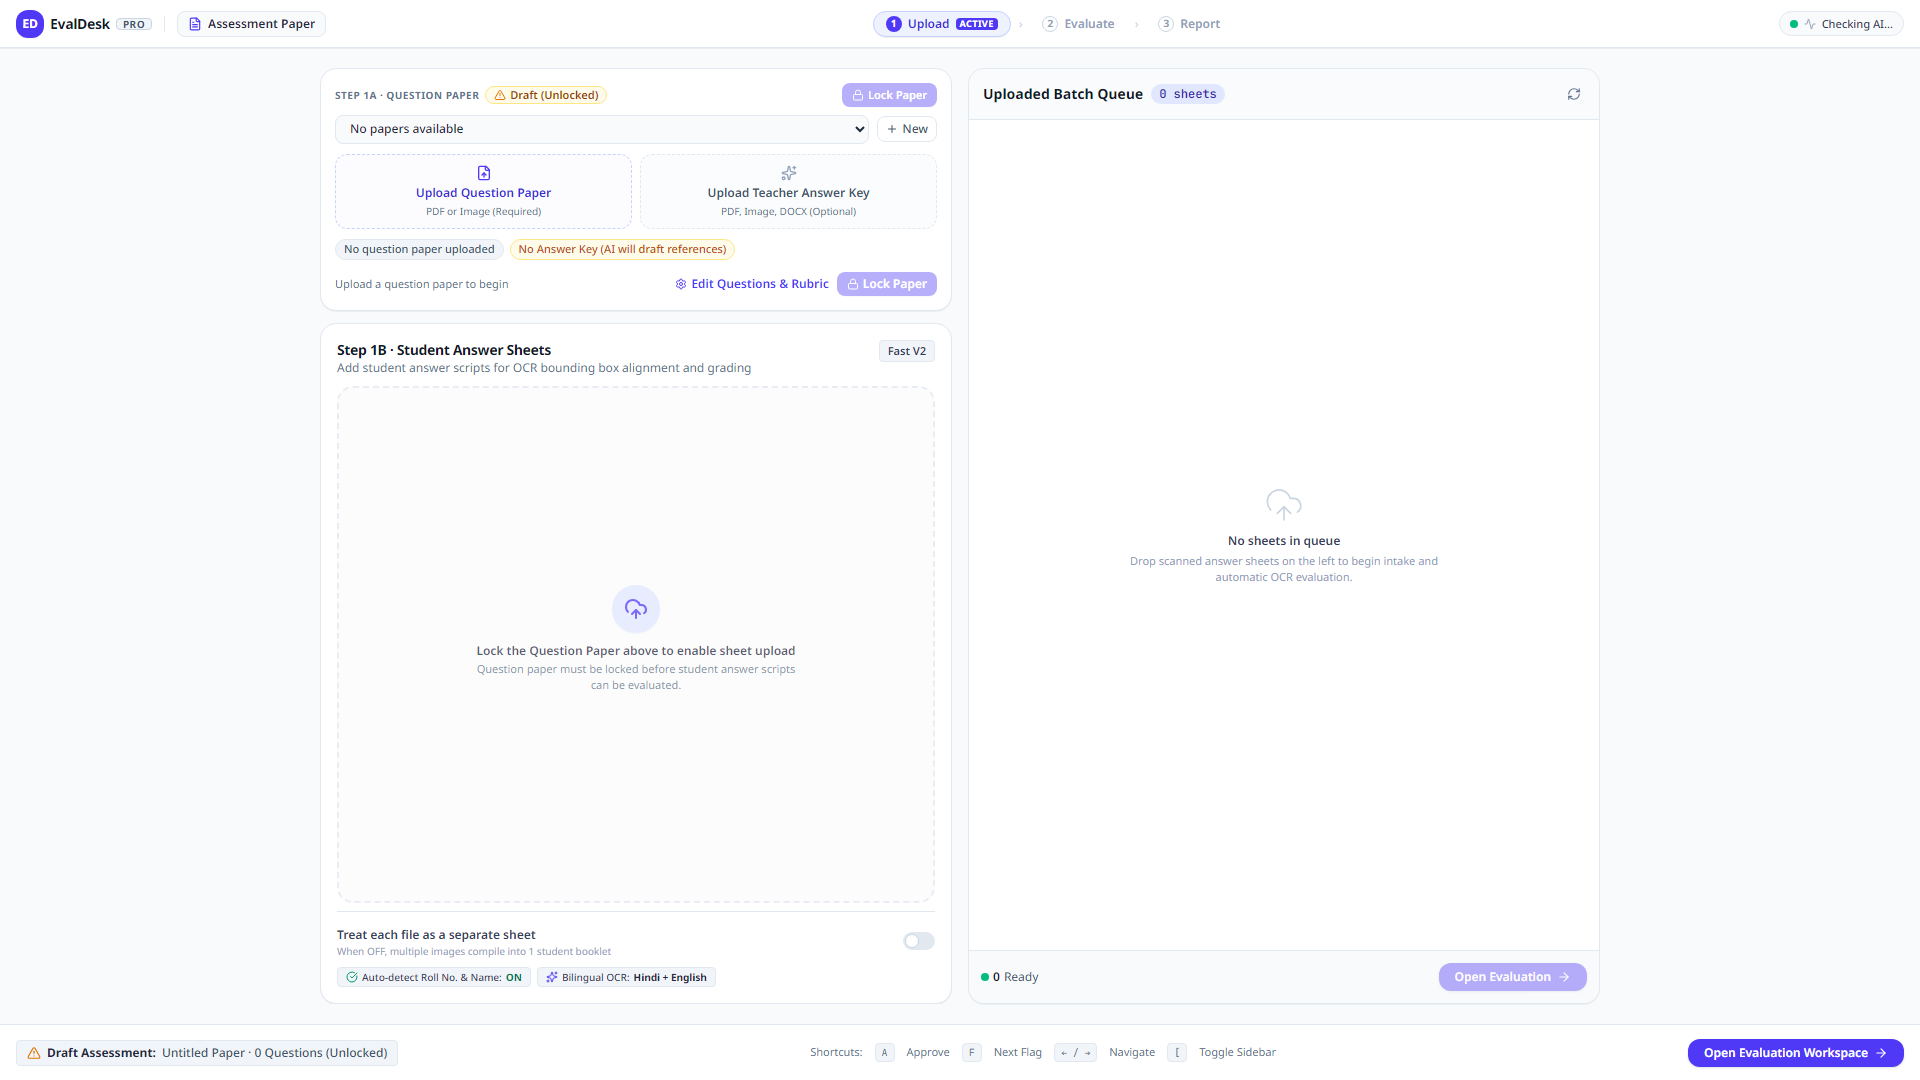 ED EvalDesk PRO Assessment Paper
1 Upload ACTIVE › 2 Evaluate › 3 Report
Checking AI...
STEP 1A · QUESTION PAPER Draft (Unlocked) Lock Paper
No papers available + New
Upload Question Paper
PDF or Image (Required)
Upload Teacher Answer Key
PDF, Image, DOCX (Optional)
No question paper uploaded No Answer Key (AI will draft references)
Upload a question paper to begin Edit Questions & Rubric Lock Paper
Step 1B · Student Answer Sheets Fast V2
Add student answer scripts for OCR bounding box alignment and grading
Lock the Question Paper above to enable sheet upload
Question paper must be locked before student answer scripts
can be evaluated.
Treat each file as a separate sheet
When OFF, multiple images compile into 1 student booklet
Auto-detect Roll No. & Name: ON Bilingual OCR: Hindi + English
Uploaded Batch Queue 0 sheets
No sheets in queue
Drop scanned answer sheets on the left to begin intake and
automatic OCR evaluation.
0 Ready Open Evaluation →
Draft Assessment: Untitled Paper · 0 Questions (Unlocked)
Shortcuts: A Approve F Next Flag ← / → Navigate [ Toggle Sidebar
Open Evaluation Workspace →